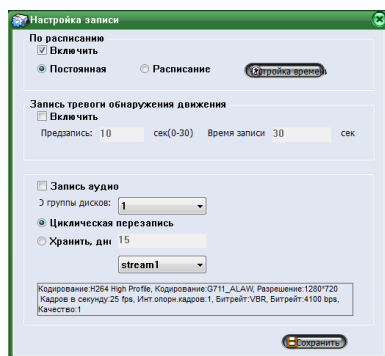 Настройка записи
По расписанию
Включить
Постоянная Расписание тройка времен
Запись тревоги обнаружения движения
Включить
Предзапись: 10 сек(0-30) Время записи 30 сек
Запись аудио
группы дисков: 1
Циклическая перезапись
Хранить, дне 15
stream1
Кодирование:H264 High Profile, Кодирование:G711_ALAW, Разрешение:1280*720
Кадров в секунду:25 fps, Инт.опорн.кадров:1, Битрейт:VBR, Битрейт:4100 bps,
Качество:1
Сохранить